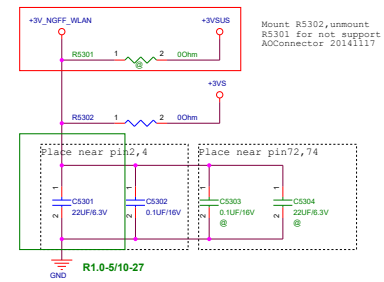 +3V_NGFF_WLAN
+3VSUS
Mount R5302,unmount
R5301 for not support
AOConnector 20141117
R5301 1 2 0Ohm
@
+3VS
R5302 1 2 0Ohm
Place near pin2,4
Place near pin72,74
1 1 1 1
C5301
22UF/6.3V
C5302
0.1UF/16V
C5303
0.1UF/16V
@
C5304
22UF/6.3V
@
2 2 2 2
GND
R1.0-5/10-27